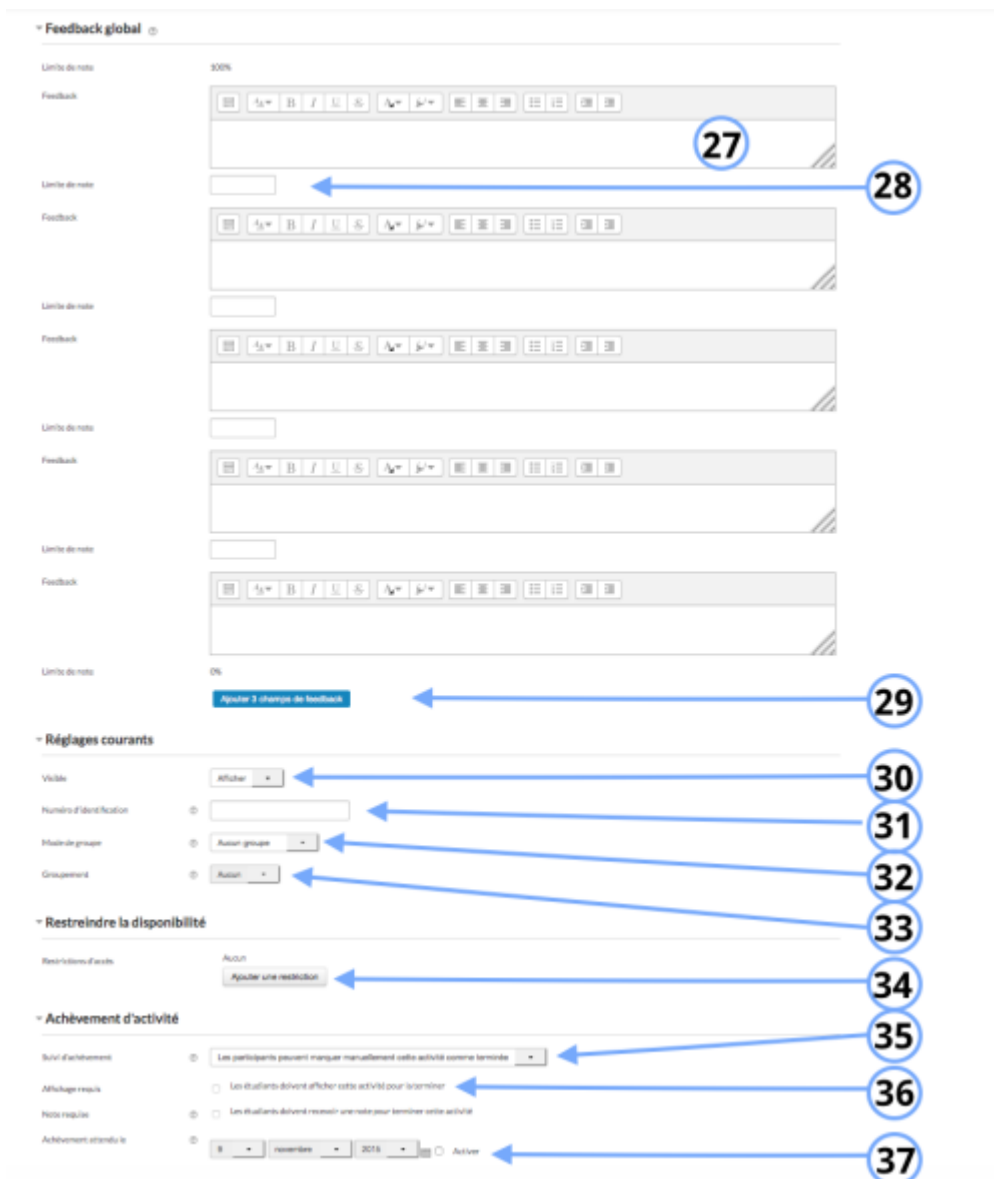 Feedback global
Limite de note 100%
Feedback
27
Limite de note
28
Feedback
Limite de note
Feedback
Limite de note
Feedback
Limite de note
Feedback
Limite de note 0%
Ajouter 3 champs de feedback
29
Réglages courants
Visible Afficher
30
Numéro d'identification
31
Mode de groupe Aucun groupe
32
Groupement Aucun
33
Restreindre la disponibilité
Restrictions d'accès Aucun
Ajouter une restriction
34
Achèvement d'activité
35
Suivi d'achèvement Les participants peuvent marquer manuellement cette activité comme terminée
Affichage requis Les étudiants doivent afficher cette activité pour la terminer
36
Note requise Les étudiants doivent recevoir une note pour terminer cette activité
Achèvement attendu le novembre Activer
37